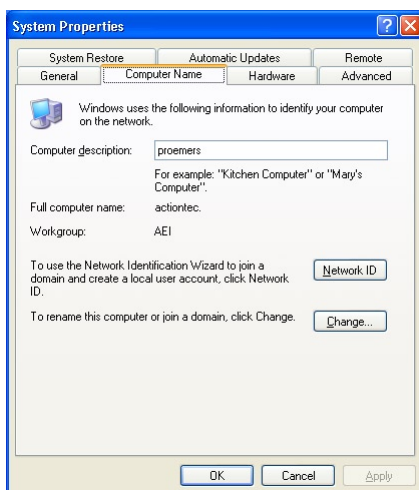 System Properties
System Restore Automatic Updates Remote
General Computer Name Hardware Advanced
Windows uses the following information to identify your computer
on the network.
Computer description: proemers
For example: "Kitchen Computer" or "Mary's
Computer".
Full computer name: actiontec.
Workgroup: AEI
To use the Network Identification Wizard to join a
domain and create a local user account, click Network
ID.
Network ID
To rename this computer or join a domain, click Change.
Change...
OK Cancel Apply